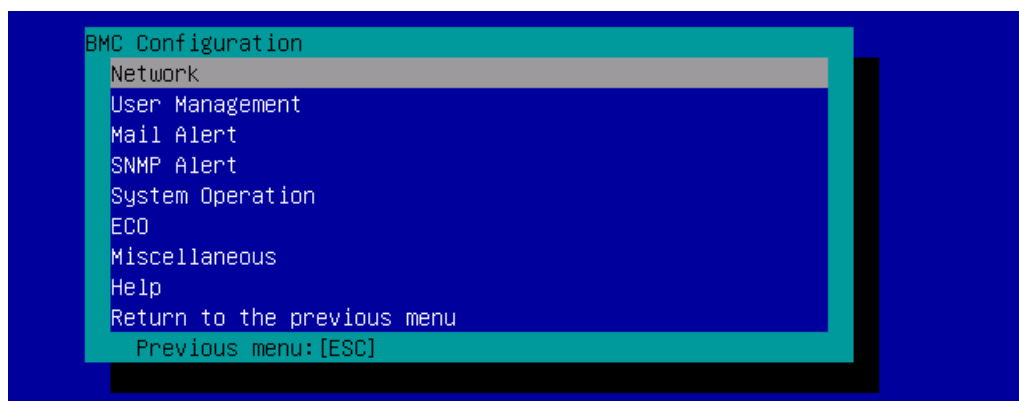 BMC Configuration
Network
User Management
Mail Alert
SNMP Alert
System Operation
ECO
Miscellaneous
Help
Return to the previous menu
Previous menu:[ESC]